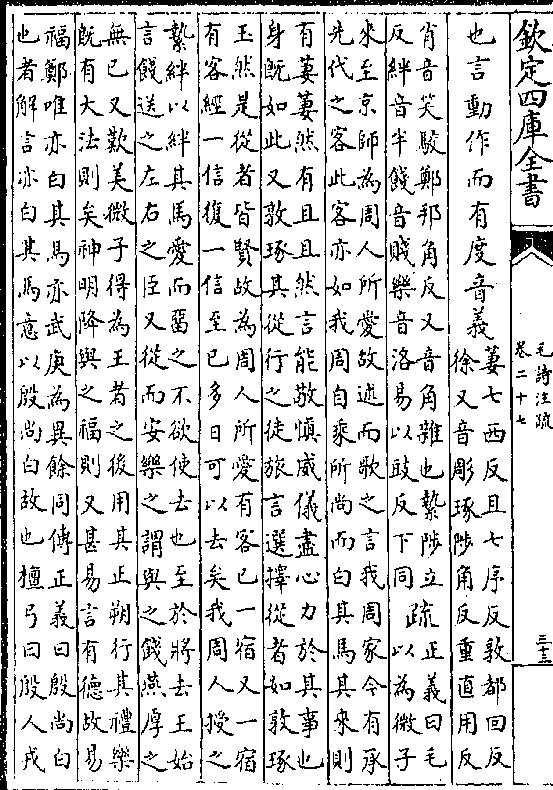 欽定四庫全書
毛詩注疏
卷二十七
三十三
也言動作而有度音義萋七西反且七序反敦都回反
徐又音彫琢陟角反重直用反
肖音笑駮鄭邦角反又音角雜也縶陟立
反絆音半餞音賤樂音洛易以豉反下同
疏正義曰毛
以為微子
來至京師為周人所愛故述而歌之言我周家今有承
先代之客此客亦如我周自乘所尚而白其馬其來則
有萋萋然有且且然言能敬慎威儀盡心力於其事也
身既如此又敦琢其從行之徒旅言選擇從者如敦琢
玉然是從者皆賢故為周人所愛有客已一宿又一宿
有客經一信復一信至已多日可以去矣我周人授之
縶絆以絆其馬愛而留之不欲使去也至於將去王始
言餞送之左右之臣又從而安樂之謂與之餞燕厚之
無已又歎美微子得為王者之後用其正朔行其禮樂
既有大法則矣神明降與之福則又甚易言有德故易
福鄭唯亦白其馬亦武庚為異餘同傳正義曰殷尚白
也者解言亦白其馬意以殷尚白故也檀弓曰殷人戎